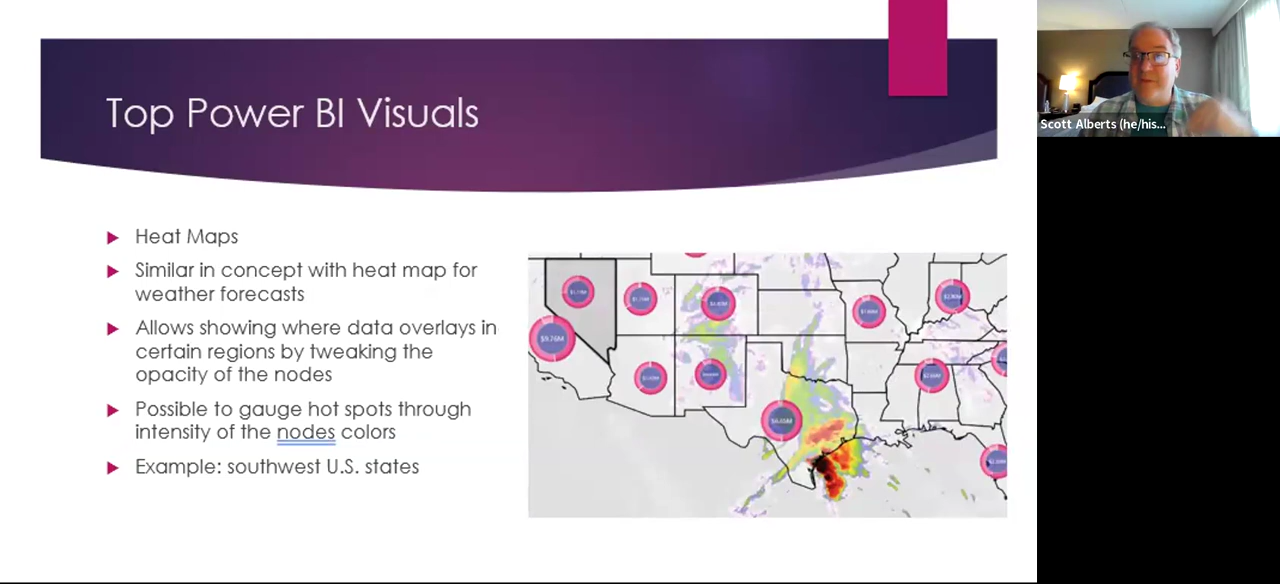 Top Power BI Visuals
Heat Maps
Similar in concept with heat map for
weather forecasts
Allows showing where data overlays in
certain regions by tweaking the
opacity of the nodes
Possible to gauge hot spots through
intensity of the nodes colors
Example: southwest U.S. states
$9.76M
Scott Alberts (he/his...